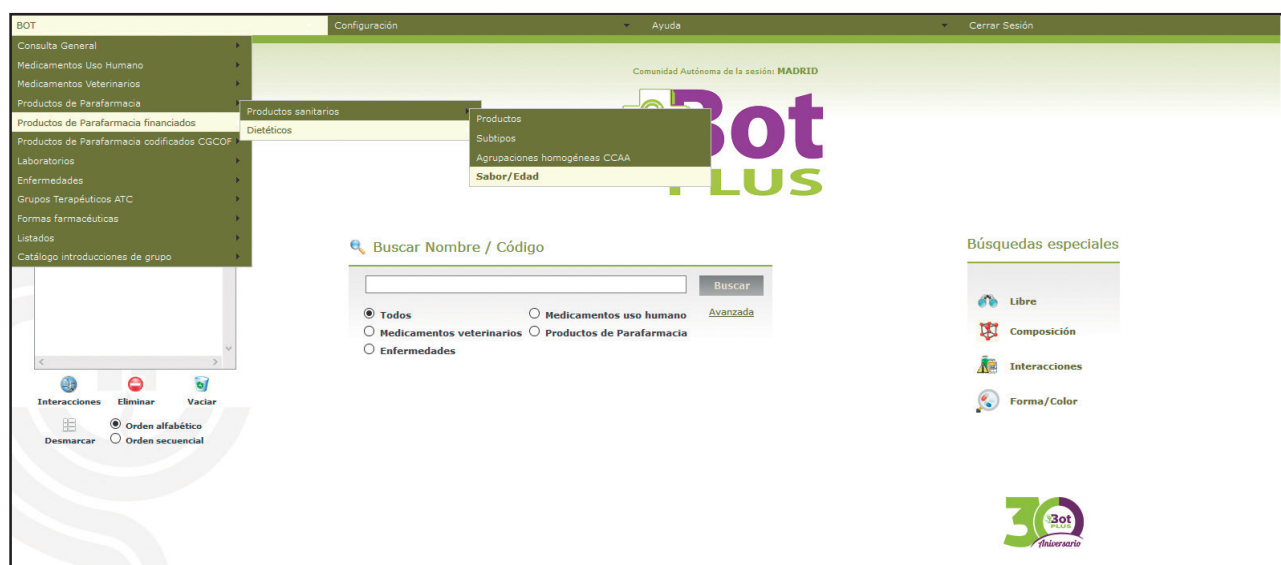 BOT
Configuración
Ayuda
Cerrar Sesión
Consulta General
Medicamentos Uso Humano
Medicamentos Veterinarios
Productos de Parafarmacia
Productos de Parafarmacia financiados
Productos de Parafarmacia codificados CGCOF
Laboratorios
Enfermedades
Grupos Terapéuticos ATC
Formas farmacéuticas
Listados
Catálogo introducciones de grupo
Productos sanitarios
Dietéticos
Productos
Subtipos
Agrupaciones homogéneas CCAA
Sabor/Edad
Comunidad Autónoma de la sesión: MADRID
Bot
PLUS
Buscar Nombre / Código
Buscar
Todos
Medicamentos uso humano
Avanzada
Medicamentos veterinarios
Productos de Parafarmacia
Enfermedades
Búsquedas especiales
Libre
Composición
Interacciones
Forma/Color
Interacciones
Eliminar
Vaciar
Desmarcar
Orden alfabético
Orden secuencial
30
Bot
PLUS
Aniversario